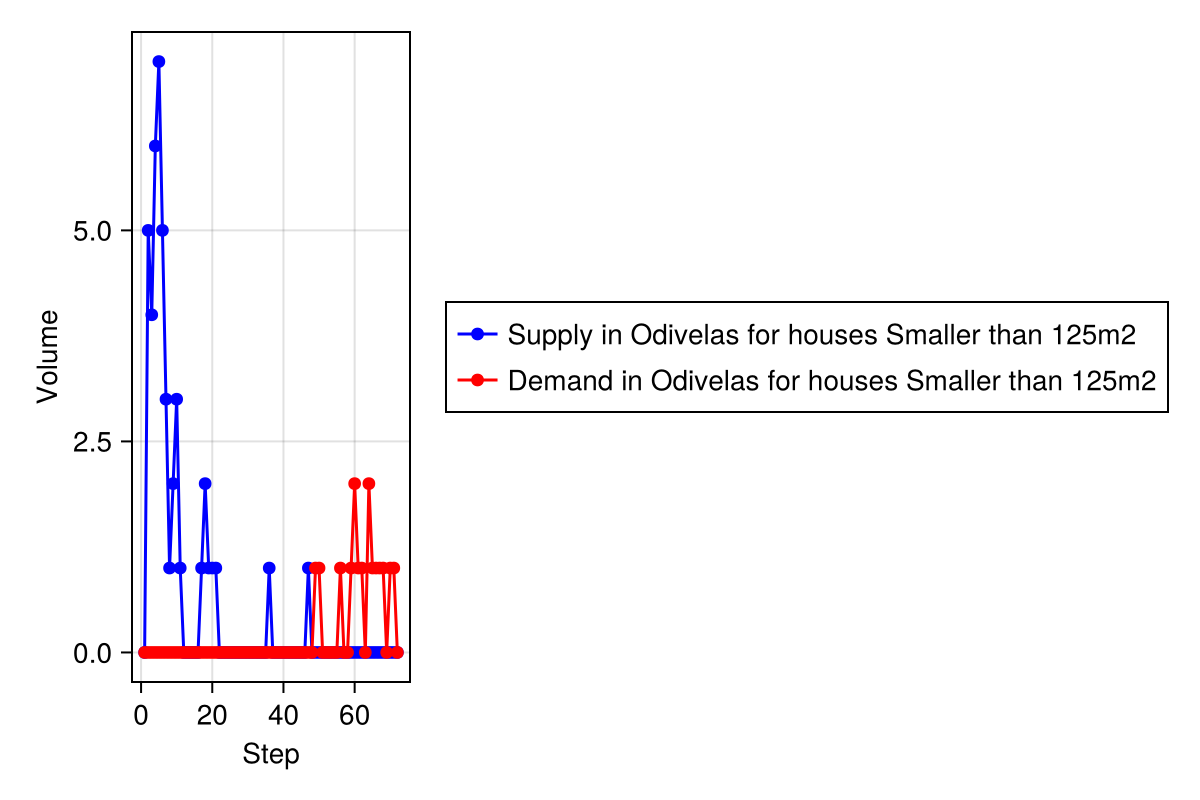 Volume
5.0
2.5
0.0
0 20 40 60
Step
Supply in Odivelas for houses Smaller than 125m2
Demand in Odivelas for houses Smaller than 125m2